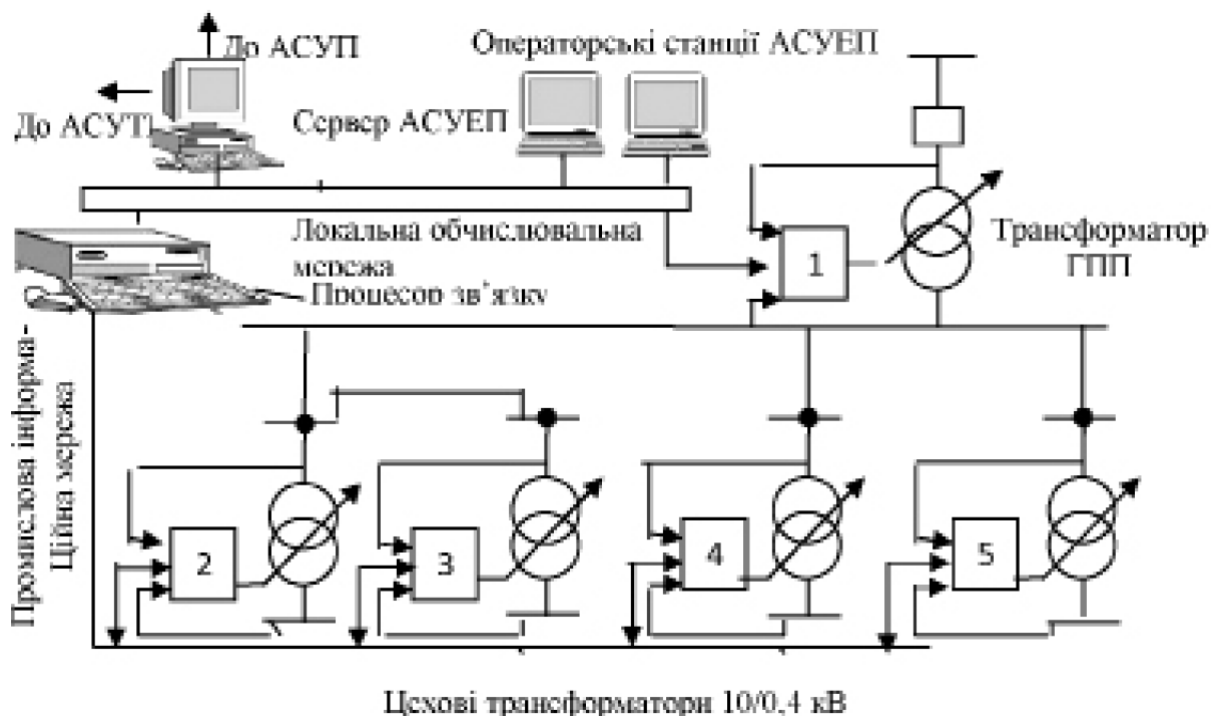 До АСУП
Операторські станції АСУЕП
До АСУТ
Сервер АСУЕП
Локальна обчислювальна
мережа
Процесор зв’язку
1
Трансформатор
ГПП
Промислова інформа-
Ційна мережа
2
3
4
5
Цехові трансформатори 10/0,4 кВ